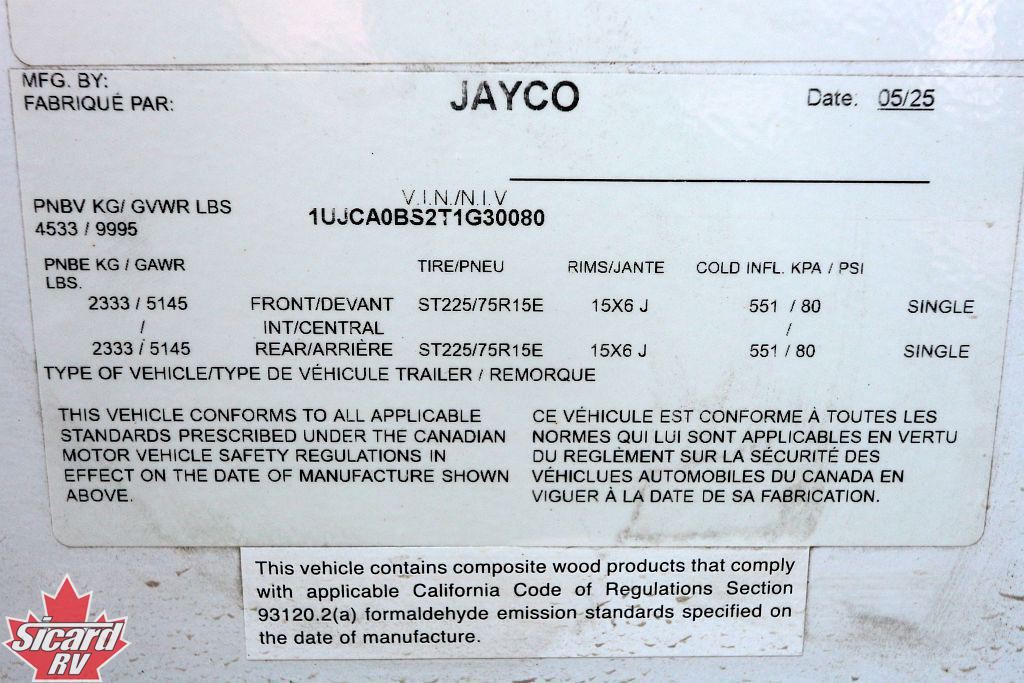 MFG. BY:
FABRIQUÉ PAR:
JAYCO
Date: 05/25
V.I.N./N.I.V
PNBV KG/ GVWR LBS
1UJCA0BS2T1G30080
4533 / 9995
PNBE KG / GAWR TIRE/PNEU RIMS/JANTE COLD INFL. KPA / PSI
LBS.
2333 / 5145 FRONT/DEVANT ST225/75R15E 15X6 J 551 / 80 SINGLE
/ INT/CENTRAL /
2333 / 5145 REAR/ARRIÈRE ST225/75R15E 15X6 J 551 / 80 SINGLE
TYPE OF VEHICLE/TYPE DE VÉHICULE TRAILER / REMORQUE
THIS VEHICLE CONFORMS TO ALL APPLICABLE
STANDARDS PRESCRIBED UNDER THE CANADIAN
MOTOR VEHICLE SAFETY REGULATIONS IN
EFFECT ON THE DATE OF MANUFACTURE SHOWN
ABOVE.
CE VÉHICULE EST CONFORME À TOUTES LES
NORMES QUI LUI SONT APPLICABLES EN VERTU
DU REGLÈMENT SUR LA SÉCURITÉ DES
VÉHICLUES AUTOMOBILES DU CANADA EN
VIGUER À LA DATE DE SA FABRICATION.
This vehicle contains composite wood products that comply
with applicable California Code of Regulations Section
93120.2(a) formaldehyde emission standards specified on
the date of manufacture.
Sicard
RV